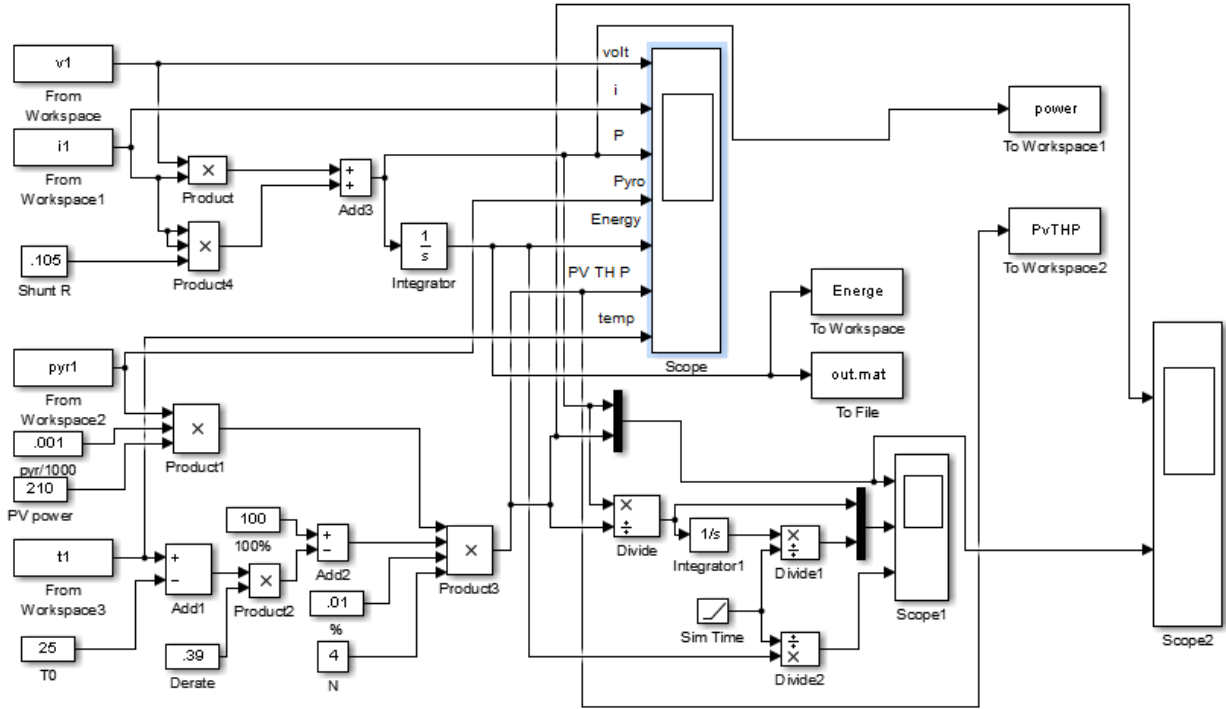 v1
From
Workspace
i1
From
Workspace1
.105
Shunt R
×
Product
×
Product4
+
+
Add3
1
s
Integrator
volt
i
P
Pyro
Energy
PV TH P
temp
Scope
power
To Workspace1
PvTHP
To Workspace2
Energe
To Workspace
out.mat
To File
pyr1
From
Workspace2
.001
pyr/1000
210
PV power
×
Product1
t1
From
Workspace3
25
T0
+
−
Add1
×
Product2
.39
Derate
100
100%
+
−
Add2
.01
%
4
N
×
Product3
×
÷
Divide
1/s
Integrator1
×
÷
Divide1
Sim Time
÷
×
Divide2
Scope1
Scope2